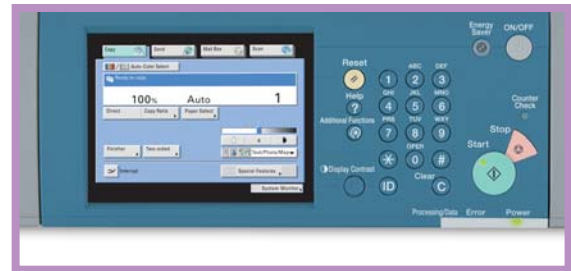 Copy
Send
Mail Box
Scan
Auto Color Select
Ready to copy.
100%
Auto
1
Direct
Copy Ratio
Paper Select
Finisher
Two-sided
Text/Photo/Map
Interrupt
Special Features
System Monitor
Energy Saver
ON/OFF
Reset
Help
?
Additional Functions
Display Contrast
ABC
DEF
1
2
3
GHI
JKL
MNO
4
5
6
PRS
TUV
WXY
7
8
9
OPER
0
#
ID
Clear
C
Counter Check
Stop
Start
Processing/Data
Error
Power